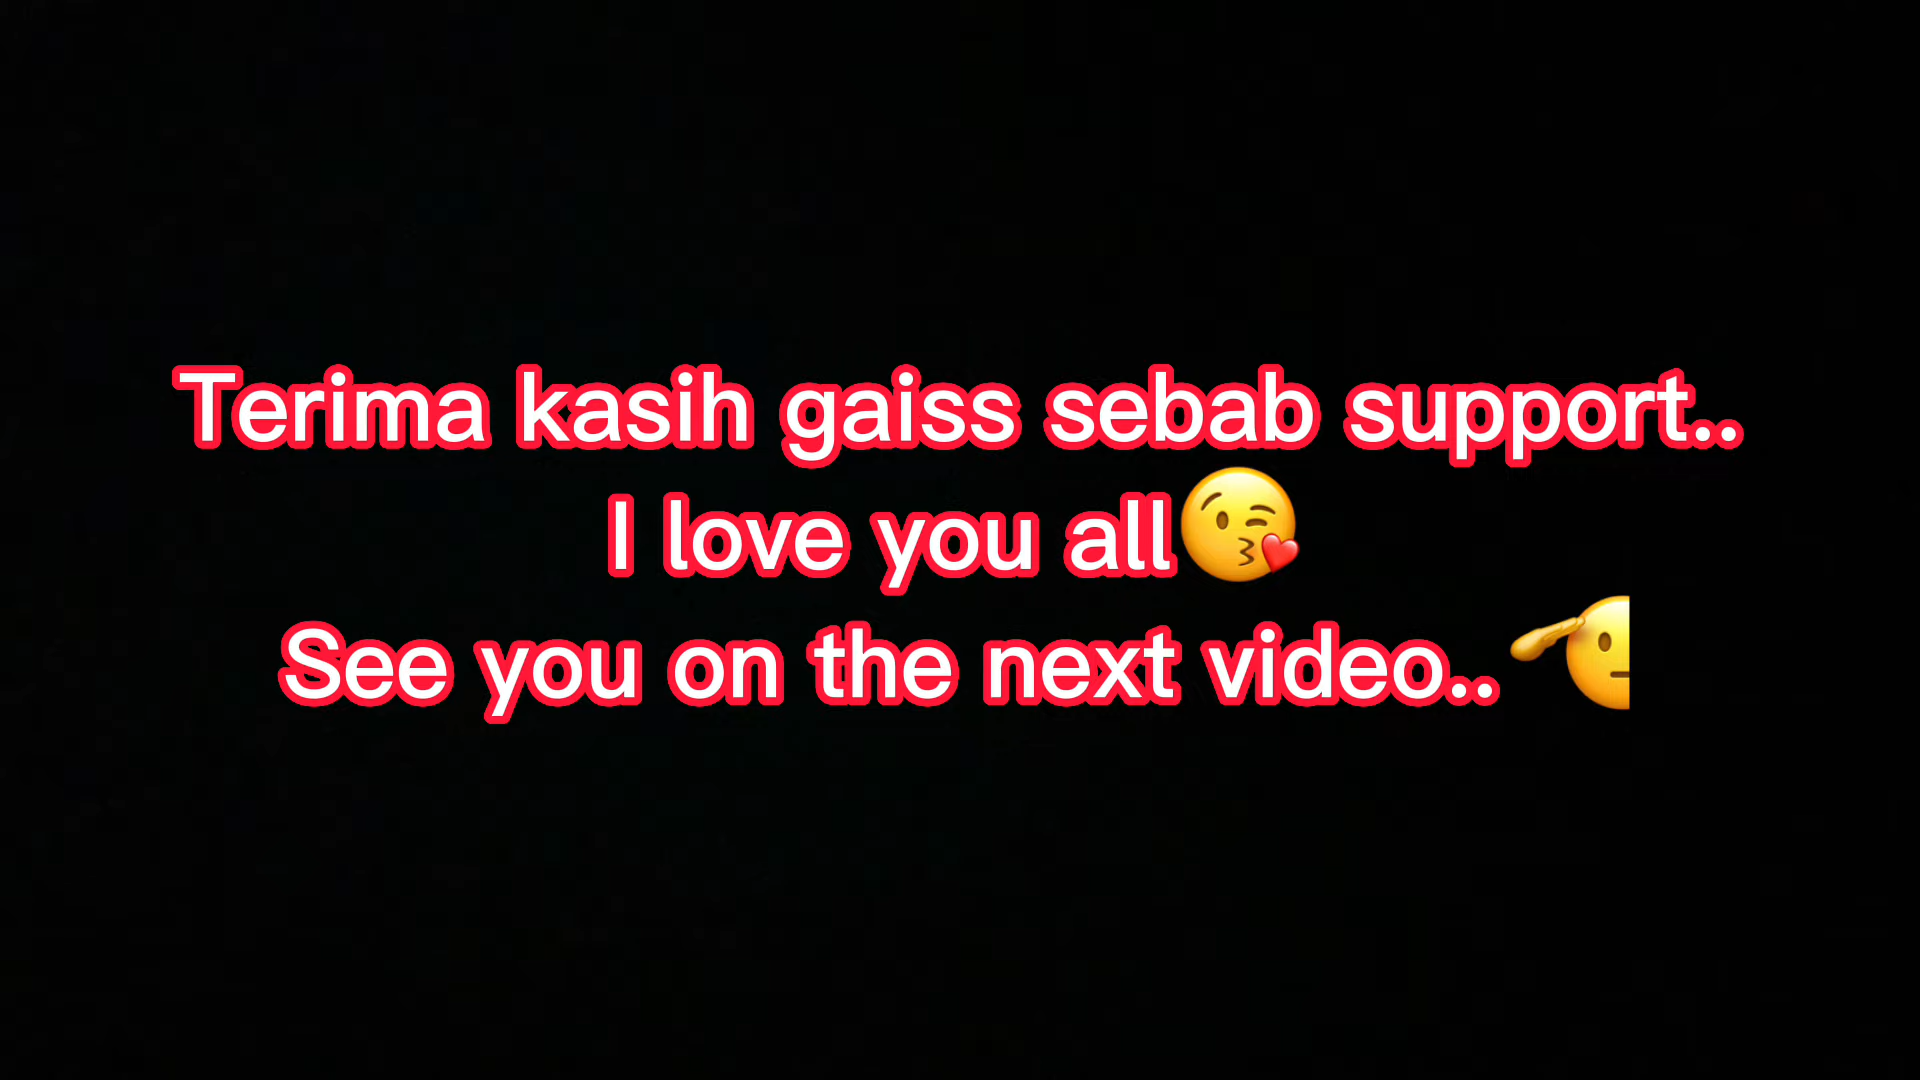 Terima kasih gaiss sebab support..
I love you all😘
See you on the next video..🫡